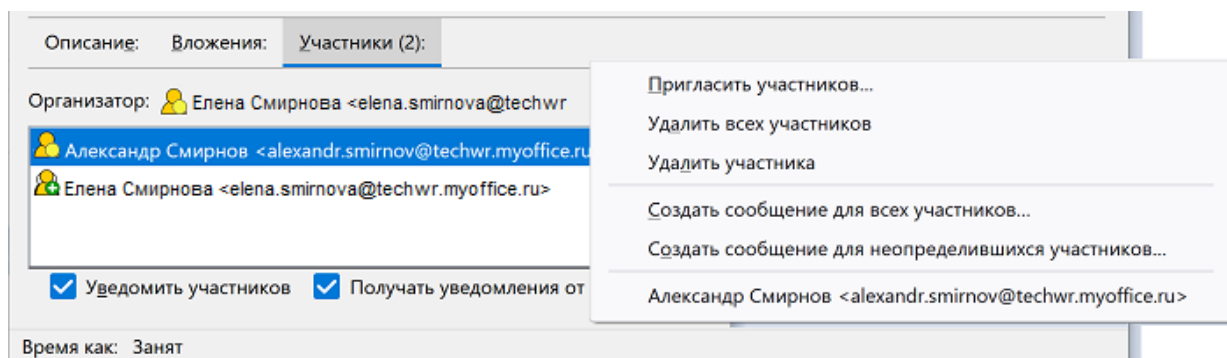 Описание: Вложения: Участники (2):
Организатор: Елена Смирнова <elena.smirnova@techwr
Александр Смирнов <alexandr.smirnov@techwr.myoffice.ru
Елена Смирнова <elena.smirnova@techwr.myoffice.ru>
Уведомить участников Получать уведомления от
Время как: Занят
Пригласить участников...
Удалить всех участников
Удалить участника
Создать сообщение для всех участников...
Создать сообщение для неопределившихся участников...
Александр Смирнов <alexandr.smirnov@techwr.myoffice.ru>